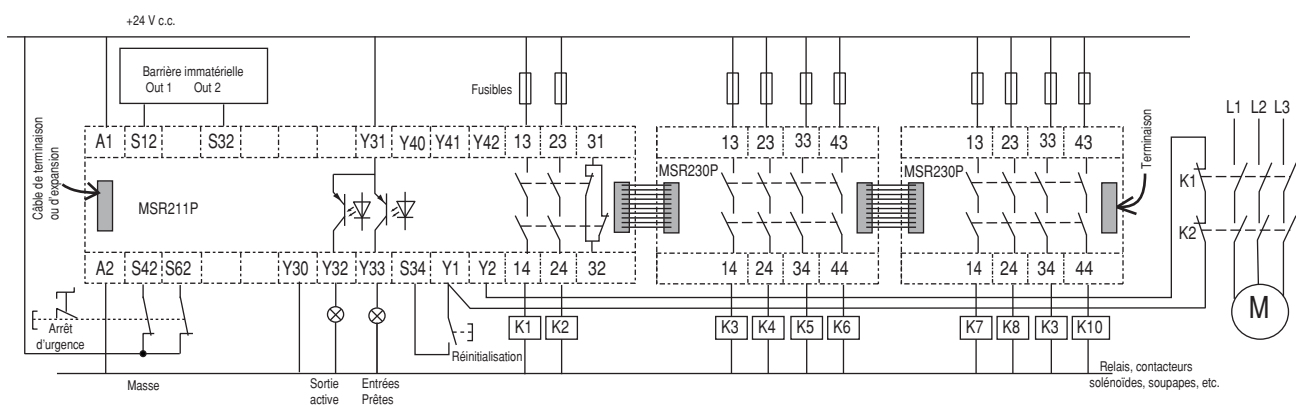 +24 V c.c.
Barrière immatérielle
Out 1 Out 2
Fusibles
L1 L2 L3
A1 S12 S32 Y31 Y40 Y41 Y42 13 23 31
13 23 33 43
13 23 33 43
Câble de terminaison
ou d'expansion
MSR211P
MSR230P
MSR230P
Terminaison
K1
K2
A2 S42 S62 Y30 Y32 Y33 S34 Y1 Y2 14 24 32
14 24 34 44
14 24 34 44
M
Arrêt
d'urgence
K1 K2 K3 K4 K5 K6 K7 K8 K3 K10
Réinitialisation
Masse
Sortie
active
Entrées
Prêtes
Relais, contacteurs
solénoïdes, soupapes, etc.